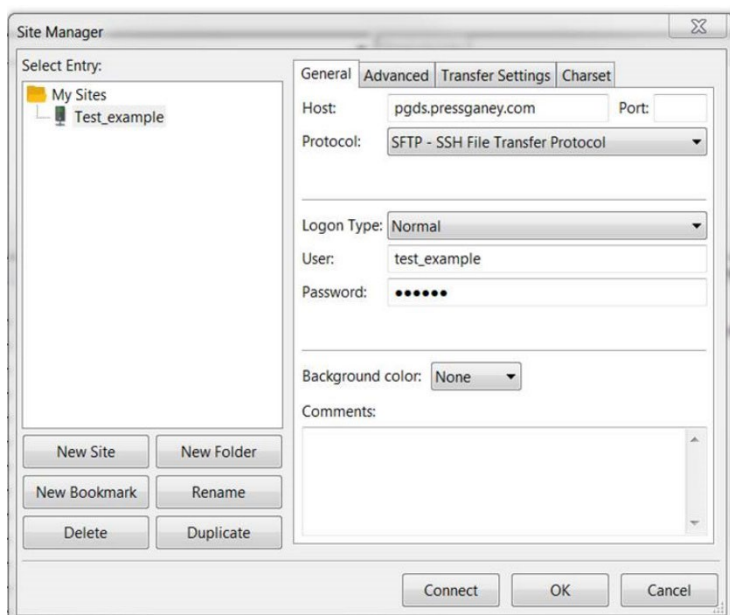 Site Manager
Select Entry:
My Sites
Test_example
New Site New Folder
New Bookmark Rename
Delete Duplicate
General Advanced Transfer Settings Charset
Host: pgds.pressganey.com Port:
Protocol: SFTP - SSH File Transfer Protocol
Logon Type: Normal
User: test_example
Password: ●●●●●●
Background color: None
Comments:
Connect OK Cancel